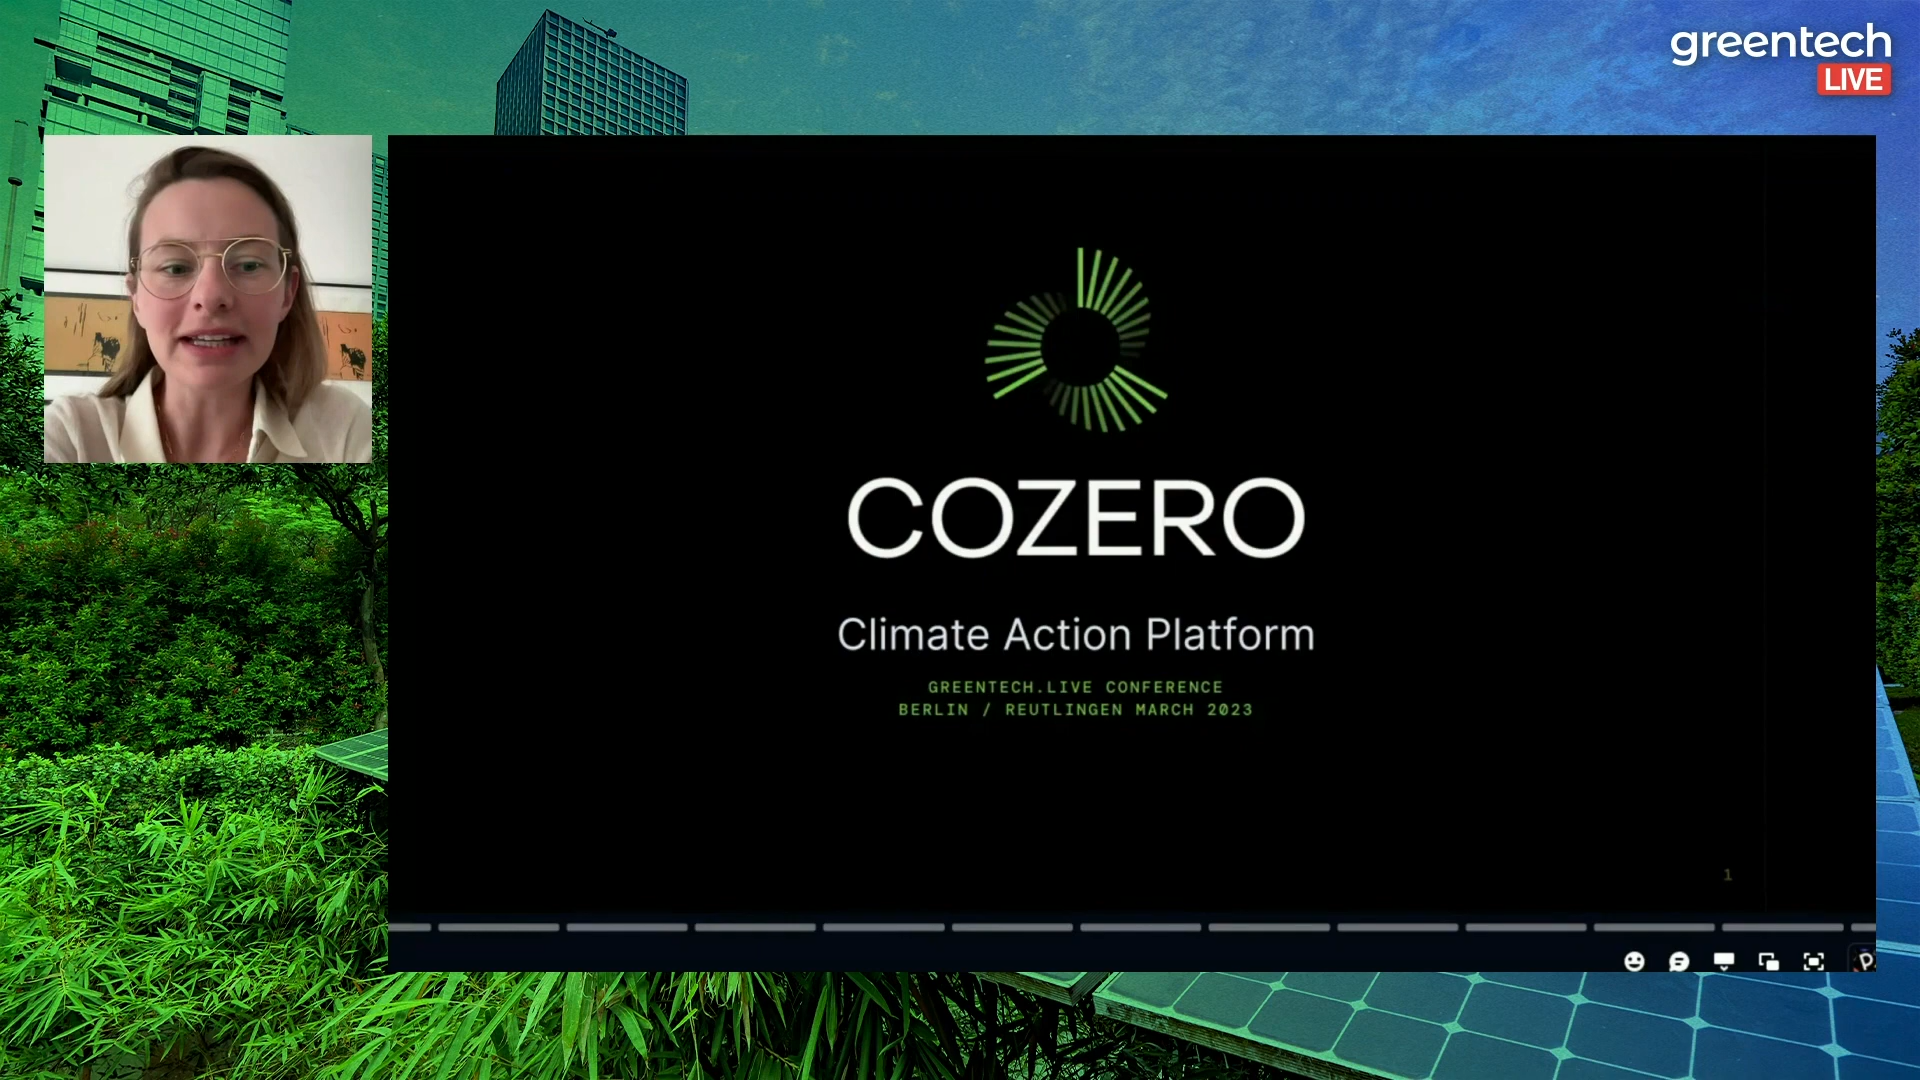 greentech
LIVE
COZERO
Climate Action Platform
GREENTECH.LIVE CONFERENCE
BERLIN / REUTLINGEN MARCH 2023
1